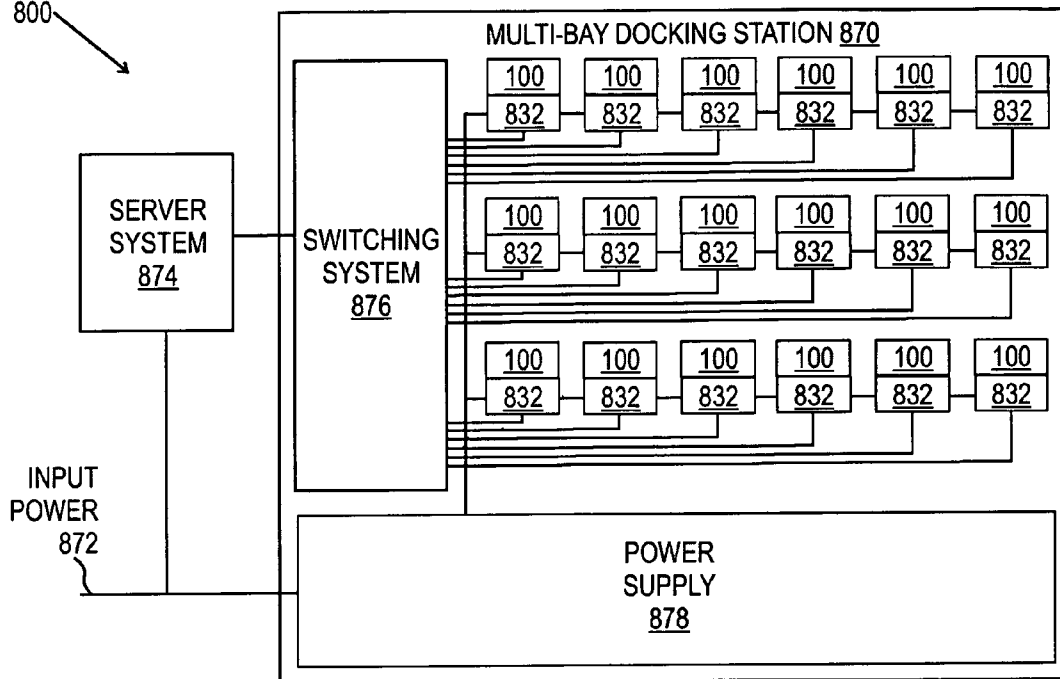 800
MULTI-BAY DOCKING STATION 870
100 100 100 100 100 100
832 832 832 832 832 832
SERVER
SYSTEM
874
SWITCHING
SYSTEM
876
100 100 100 100 100 100
832 832 832 832 832 832
100 100 100 100 100 100
832 832 832 832 832 832
INPUT
POWER
872
POWER
SUPPLY
878